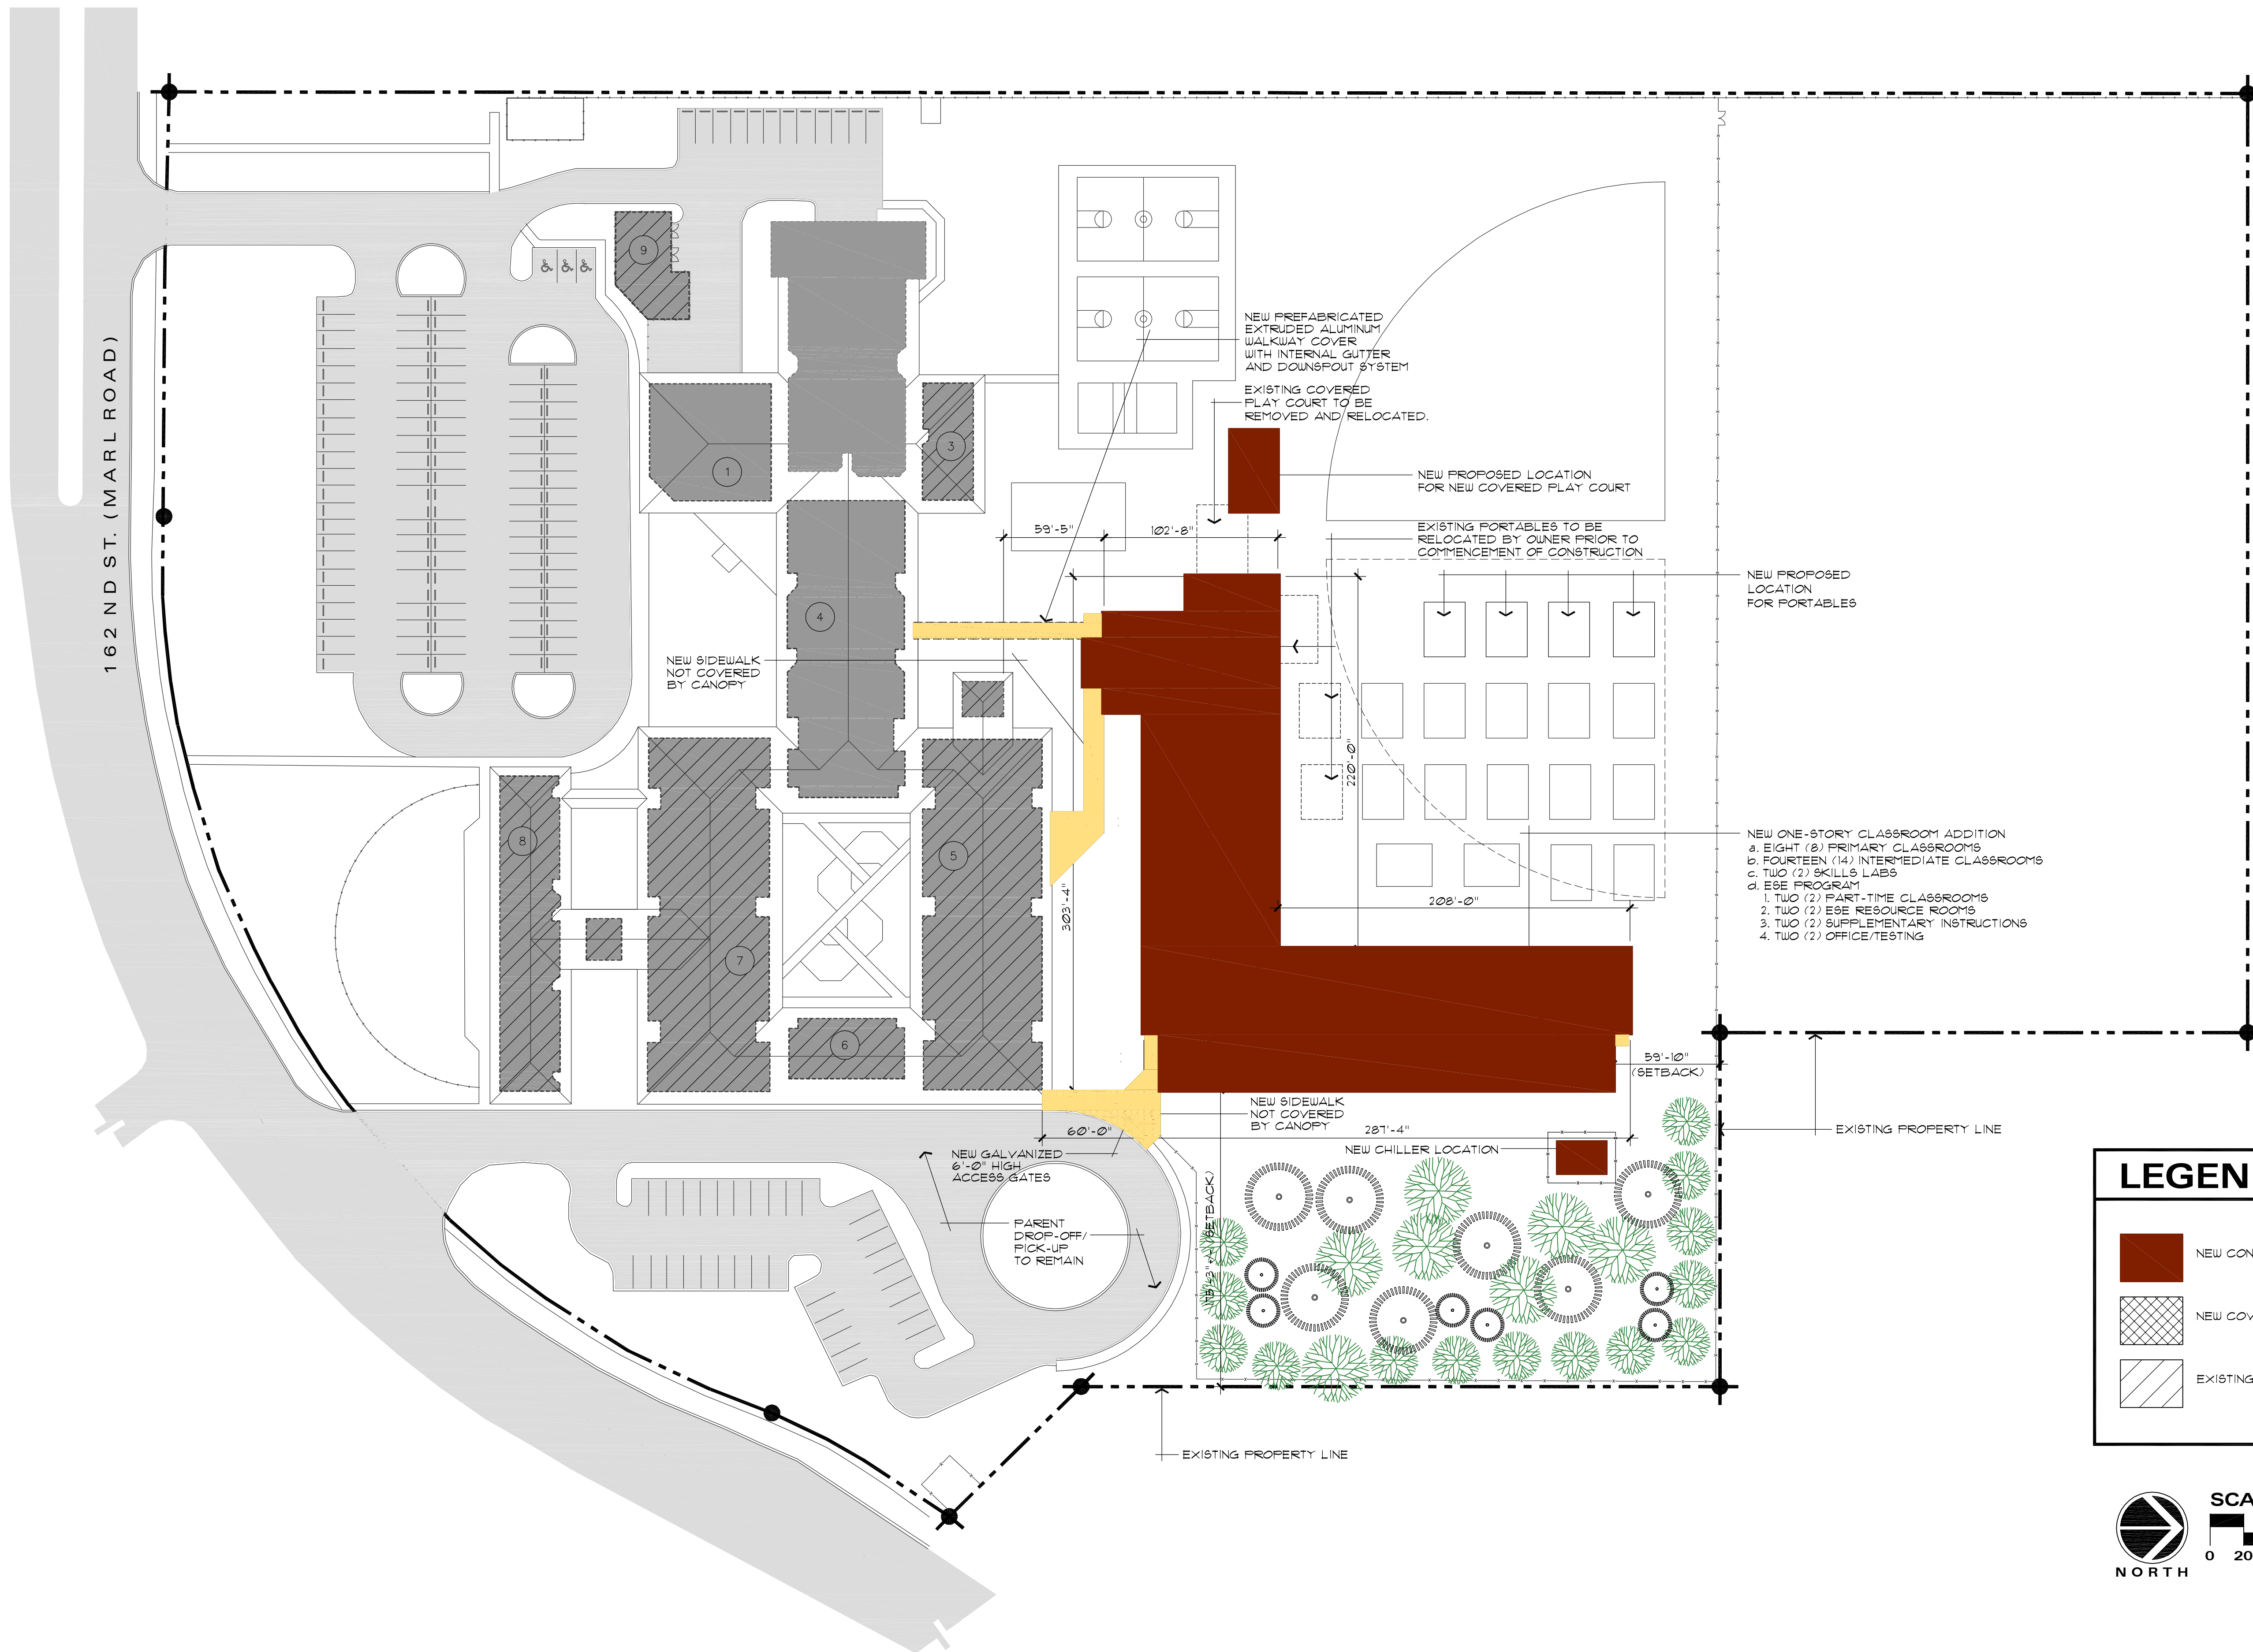 162 ND ST. (MARL ROAD)
9
1
3
4
8
7
5
6
NEW PREFABRICATED
EXTRUDED ALUMINUM
WALKWAY COVER
WITH INTERNAL GUTTER
AND DOWNSPOUT SYSTEM
EXISTING COVERED
PLAY COURT TO BE
REMOVED AND RELOCATED.
NEW PROPOSED LOCATION
FOR NEW COVERED PLAY COURT
59'-5"
102'-8"
EXISTING PORTABLES TO BE
RELOCATED BY OWNER PRIOR TO
COMMENCEMENT OF CONSTRUCTION
NEW PROPOSED
LOCATION
FOR PORTABLES
NEW SIDEWALK
NOT COVERED
BY CANOPY
220'-0"
303'-4"
208'-0"
NEW ONE-STORY CLASSROOM ADDITION
a. EIGHT (8) PRIMARY CLASSROOMS
b. FOURTEEN (14) INTERMEDIATE CLASSROOMS
c. TWO (2) SKILLS LABS
d. ESE PROGRAM
1. TWO (2) PART-TIME CLASSROOMS
2. TWO (2) ESE RESOURCE ROOMS
3. TWO (2) SUPPLEMENTARY INSTRUCTIONS
4. TWO (2) OFFICE/TESTING
59'-10"
(SETBACK)
NEW SIDEWALK
NOT COVERED
BY CANOPY
60'-0"
287'-4"
EXISTING PROPERTY LINE
NEW GALVANIZED
6'-0" HIGH
ACCESS GATES
NEW CHILLER LOCATION
(SETBACK)
PARENT
DROP-OFF/
PICK-UP
TO REMAIN
EXISTING PROPERTY LINE
LEGEN
NEW CON
NEW COV
EXISTING
NORTH
SCA
0 20